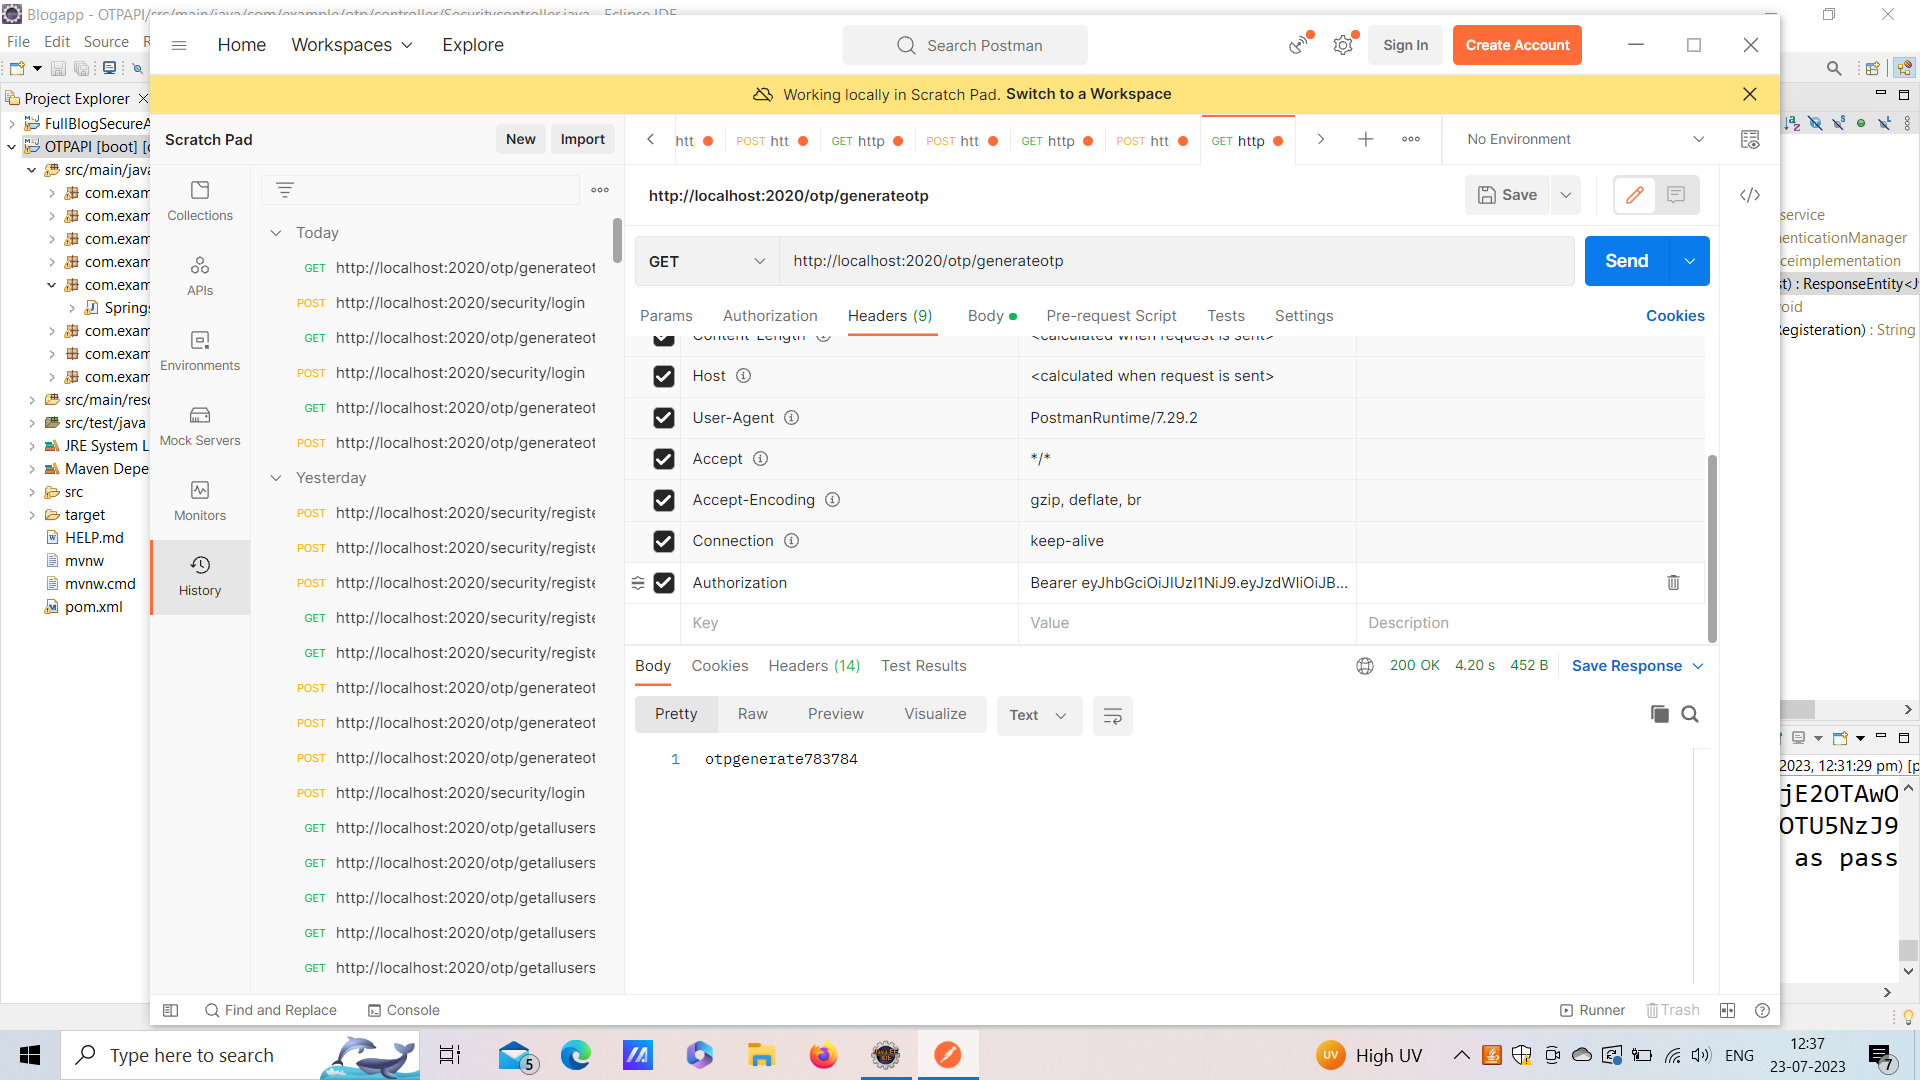 Blogapp - OTPAPI/src/main/java/com/example/otp/controller/Securitycontroller.java - Eclipse IDE
File Edit Source
Home Workspaces Explore
Search Postman
Sign In Create Account
Working locally in Scratch Pad. Switch to a Workspace
Project Explorer
FullBlogSecureA
OTPAPI [boot] [
src/main/java
com.exam
com.exam
com.exam
com.exam
com.exam
Spring
com.exam
com.exam
com.exam
src/main/res
src/test/java
JRE System L
Maven Depe
src
target
HELP.md
mvnw
mvnw.cmd
pom.xml
Scratch Pad New Import
Collections
APIs
Environments
Mock Servers
Monitors
History
Today
GET http://localhost:2020/otp/generateot
POST http://localhost:2020/security/login
GET http://localhost:2020/otp/generateot
POST http://localhost:2020/security/login
GET http://localhost:2020/otp/generateot
POST http://localhost:2020/otp/generateot
Yesterday
POST http://localhost:2020/security/registe
POST http://localhost:2020/security/registe
POST http://localhost:2020/security/registe
GET http://localhost:2020/security/registe
GET http://localhost:2020/security/registe
POST http://localhost:2020/otp/generateot
POST http://localhost:2020/otp/generateot
POST http://localhost:2020/otp/generateot
POST http://localhost:2020/security/login
GET http://localhost:2020/otp/getallusers
GET http://localhost:2020/otp/getallusers
GET http://localhost:2020/otp/getallusers
GET http://localhost:2020/otp/getallusers
GET http://localhost:2020/otp/getallusers
htt POST htt GET http POST htt GET http POST htt GET http
No Environment
http://localhost:2020/otp/generateotp
Save
GET http://localhost:2020/otp/generateotp Send
Params Authorization Headers (9) Body Pre-request Script Tests Settings Cookies
Content-Length <calculated when request is sent>
Host <calculated when request is sent>
User-Agent PostmanRuntime/7.29.2
Accept */*
Accept-Encoding gzip, deflate, br
Connection keep-alive
Authorization Bearer eyJhbGciOiJIUzI1NiJ9.eyJzdWIiOiJB...
Key Value Description
Body Cookies Headers (14) Test Results 200 OK 4.20 s 452 B Save Response
Pretty Raw Preview Visualize Text
1 otpgenerate783784
service
enticationManager
ceimplementation
st) : ResponseEntity<J
oid
Registeration) : String
2023, 12:31:29 pm) [p
jE2OTAwO
OTU5NzJ9
as pass
Find and Replace Console Runner Trash
Type here to search
5
UV High UV
ENG
12:37
23-07-2023
7